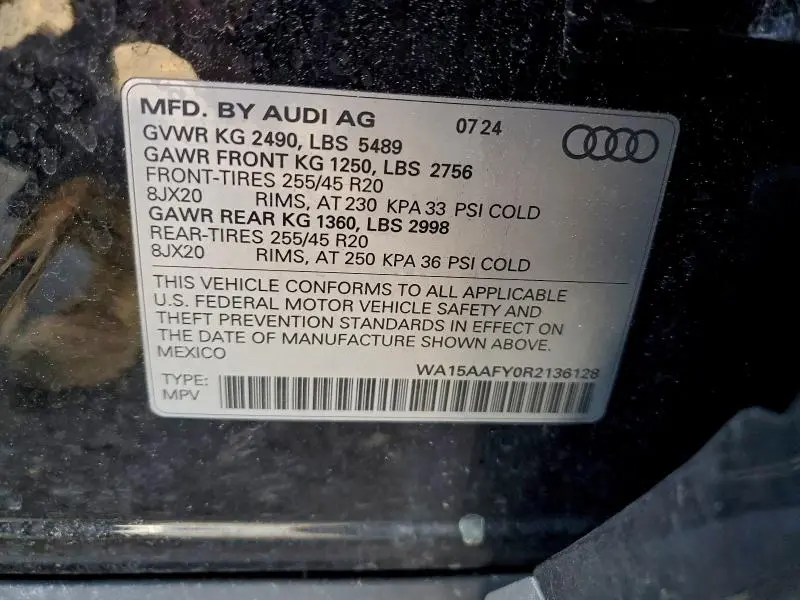 MFD. BY AUDI AG 07 24
GVWR KG 2490, LBS 5489
GAWR FRONT KG 1250, LBS 2756
FRONT-TIRES 255/45 R20
8JX20 RIMS, AT 230 KPA 33 PSI COLD
GAWR REAR KG 1360, LBS 2998
REAR-TIRES 255/45 R20
8JX20 RIMS, AT 250 KPA 36 PSI COLD
THIS VEHICLE CONFORMS TO ALL APPLICABLE
U.S. FEDERAL MOTOR VEHICLE SAFETY AND
THEFT PREVENTION STANDARDS IN EFFECT ON
THE DATE OF MANUFACTURE SHOWN ABOVE.
MEXICO WA15AAFY0R2136128
TYPE:
MPV